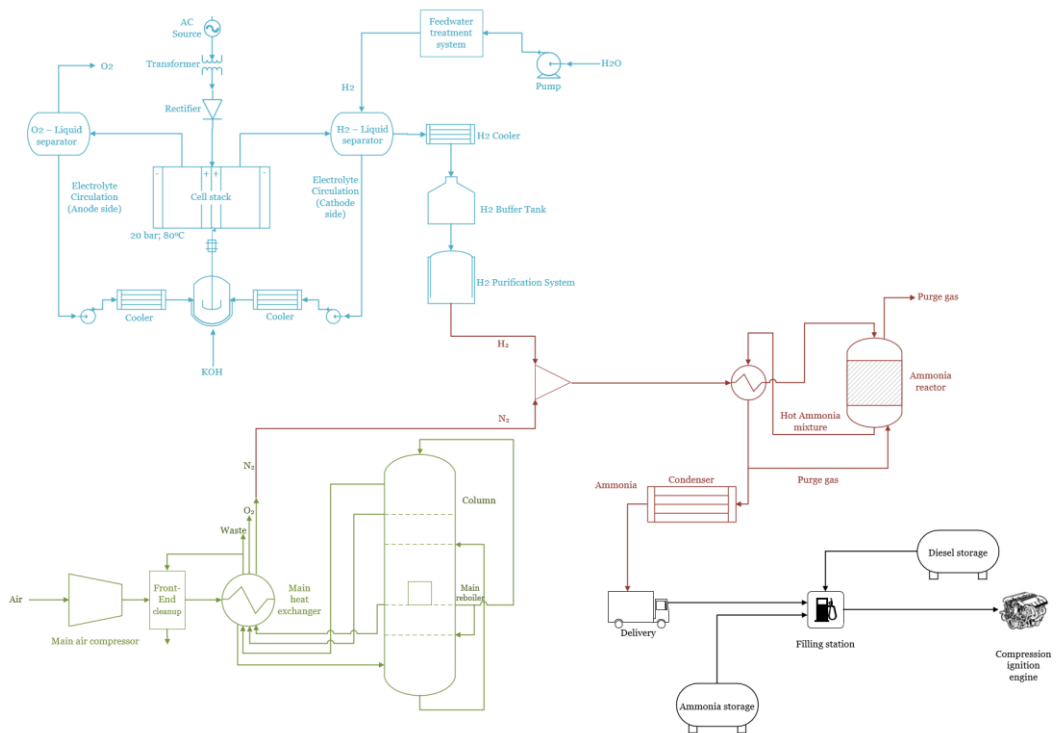 AC
Source
Feedwater
treatment
system
O2
Transformer
H2
H2O
Pump
Rectifier
O2 – Liquid
separator
H2 – Liquid
separator
H2 Cooler
Electrolyte
Circulation
(Anode side)
- + + -
Cell stack
Electrolyte
Circulation
(Cathode
side)
H2 Buffer Tank
20 bar; 80ºC
H2 Purification System
Cooler
Cooler
KOH
Purge gas
H₂
Ammonia
reactor
Hot Ammonia
mixture
N₂
N₂
Purge gas
Ammonia
Condenser
Column
O₂
Waste
Air
Front-
End
cleanup
Main
heat
exchanger
Main
reboiler
Main air compressor
Diesel storage
Delivery
Filling station
Compression
ignition
engine
Ammonia storage